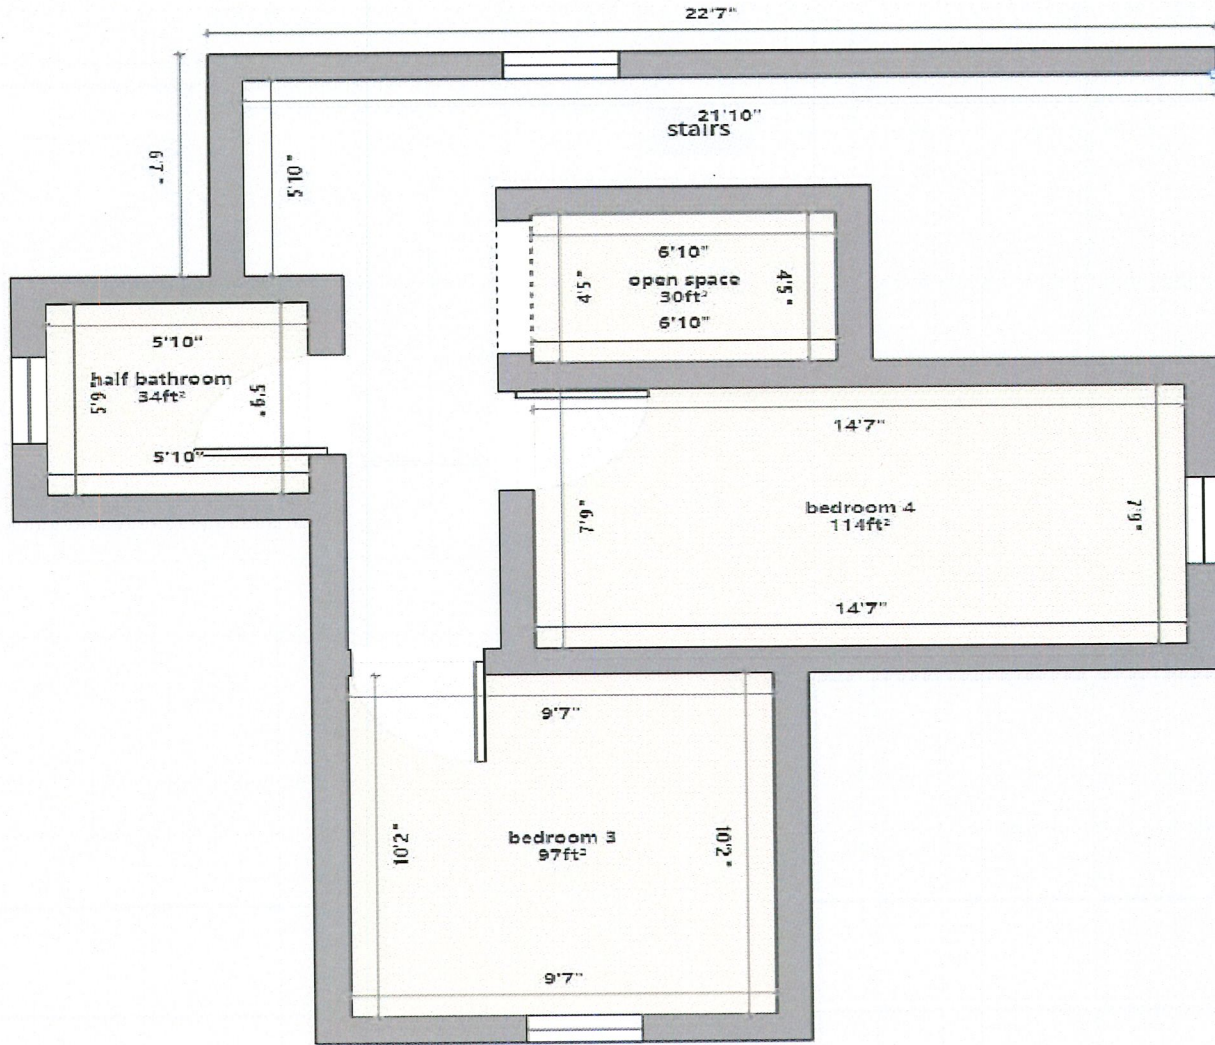 22'7"
21'10"
stairs
6'7"
5'10"
6'10"
4'5"
open space
4'5"
30ft²
6'10"
5'10"
half bathroom
5'9"
34ft²
5'9"
5'10"
14'7"
7'9"
bedroom 4
7'9"
114ft²
14'7"
9'7"
10'2"
bedroom 3
10'2"
97ft²
9'7"